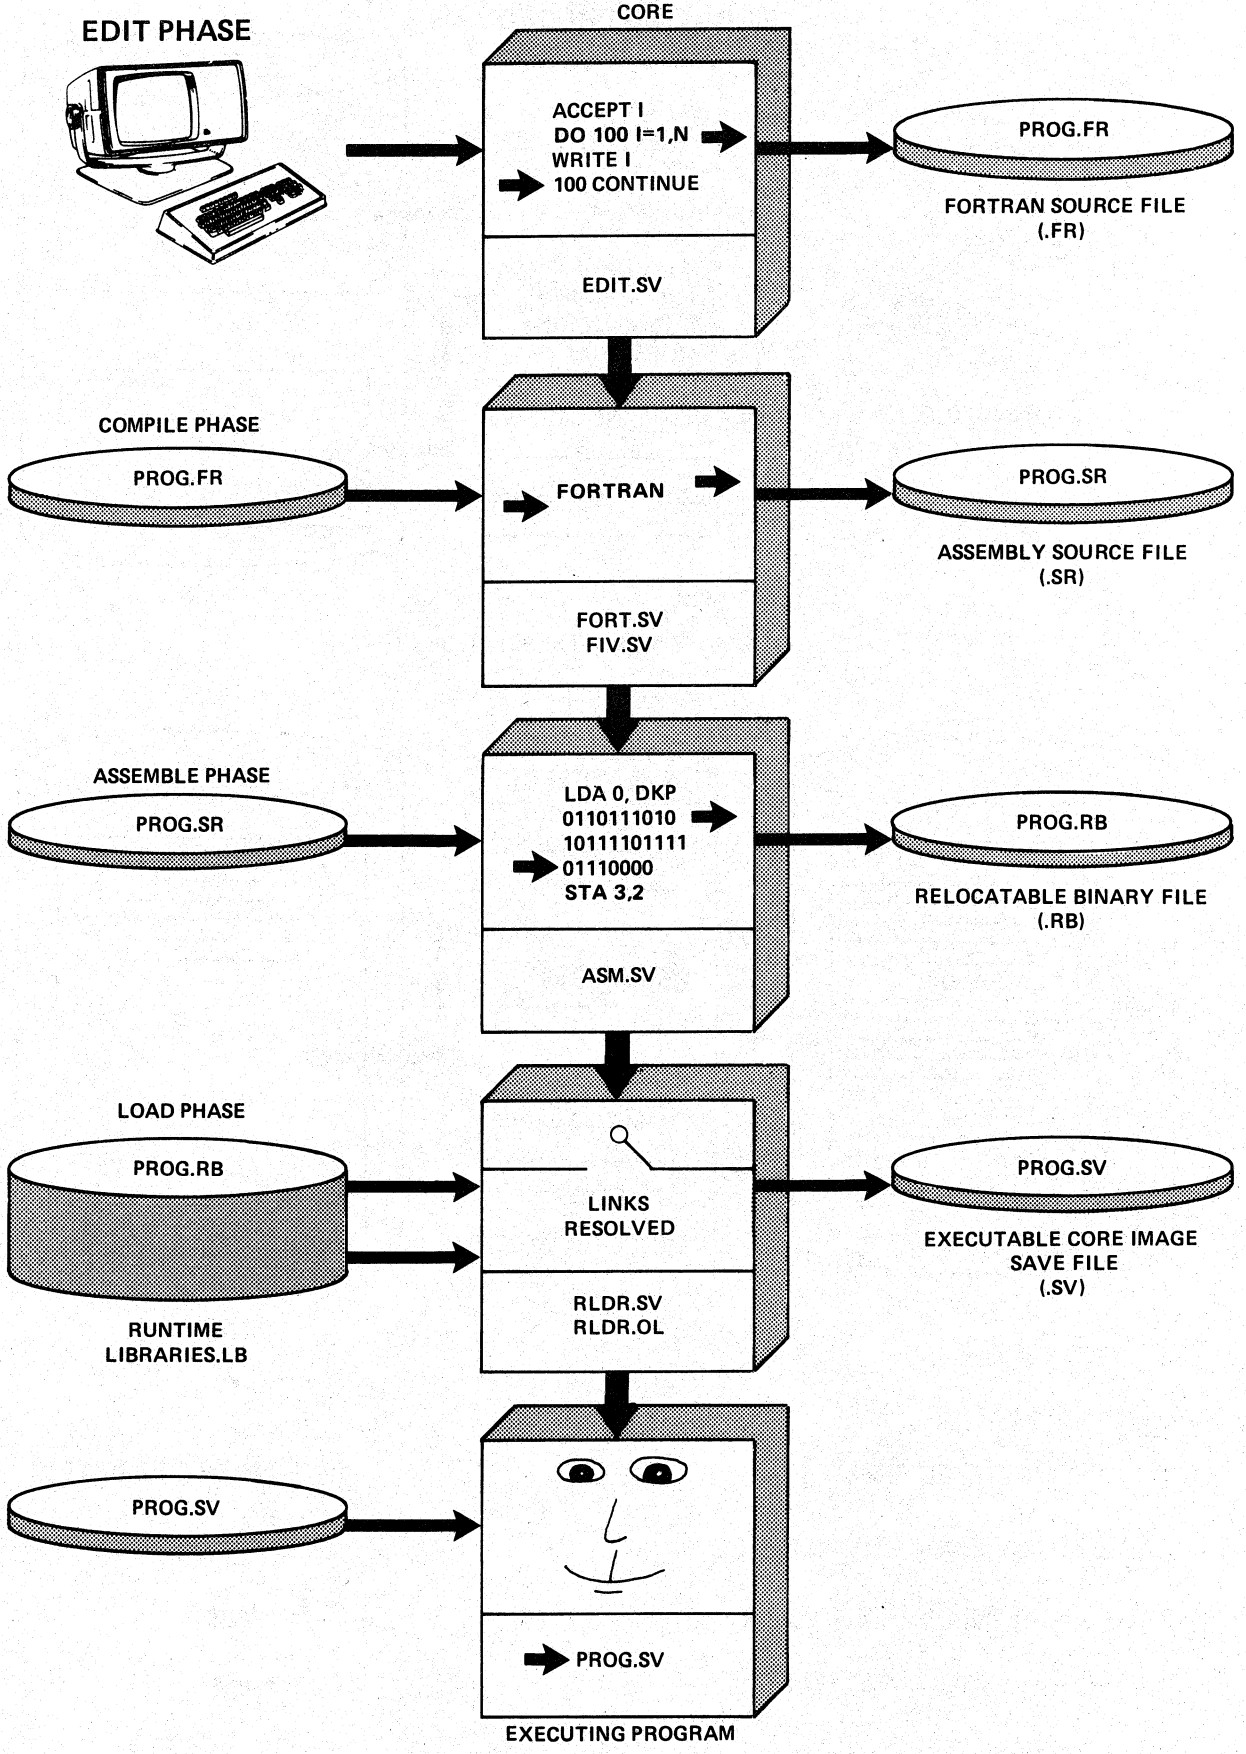 CORE
EDIT PHASE
ACCEPT I
DO 100 I=1,N
WRITE I
100 CONTINUE
EDIT.SV
PROG.FR
FORTRAN SOURCE FILE
(.FR)
COMPILE PHASE
PROG.FR
FORTRAN
FORT.SV
FIV.SV
PROG.SR
ASSEMBLY SOURCE FILE
(.SR)
ASSEMBLE PHASE
PROG.SR
LDA 0, DKP
0110111010
10111101111
01110000
STA 3,2
ASM.SV
PROG.RB
RELOCATABLE BINARY FILE
(.RB)
LOAD PHASE
PROG.RB
RUNTIME
LIBRARIES.LB
LINKS
RESOLVED
RLDR.SV
RLDR.OL
PROG.SV
EXECUTABLE CORE IMAGE
SAVE FILE
(.SV)
PROG.SV
PROG.SV
EXECUTING PROGRAM